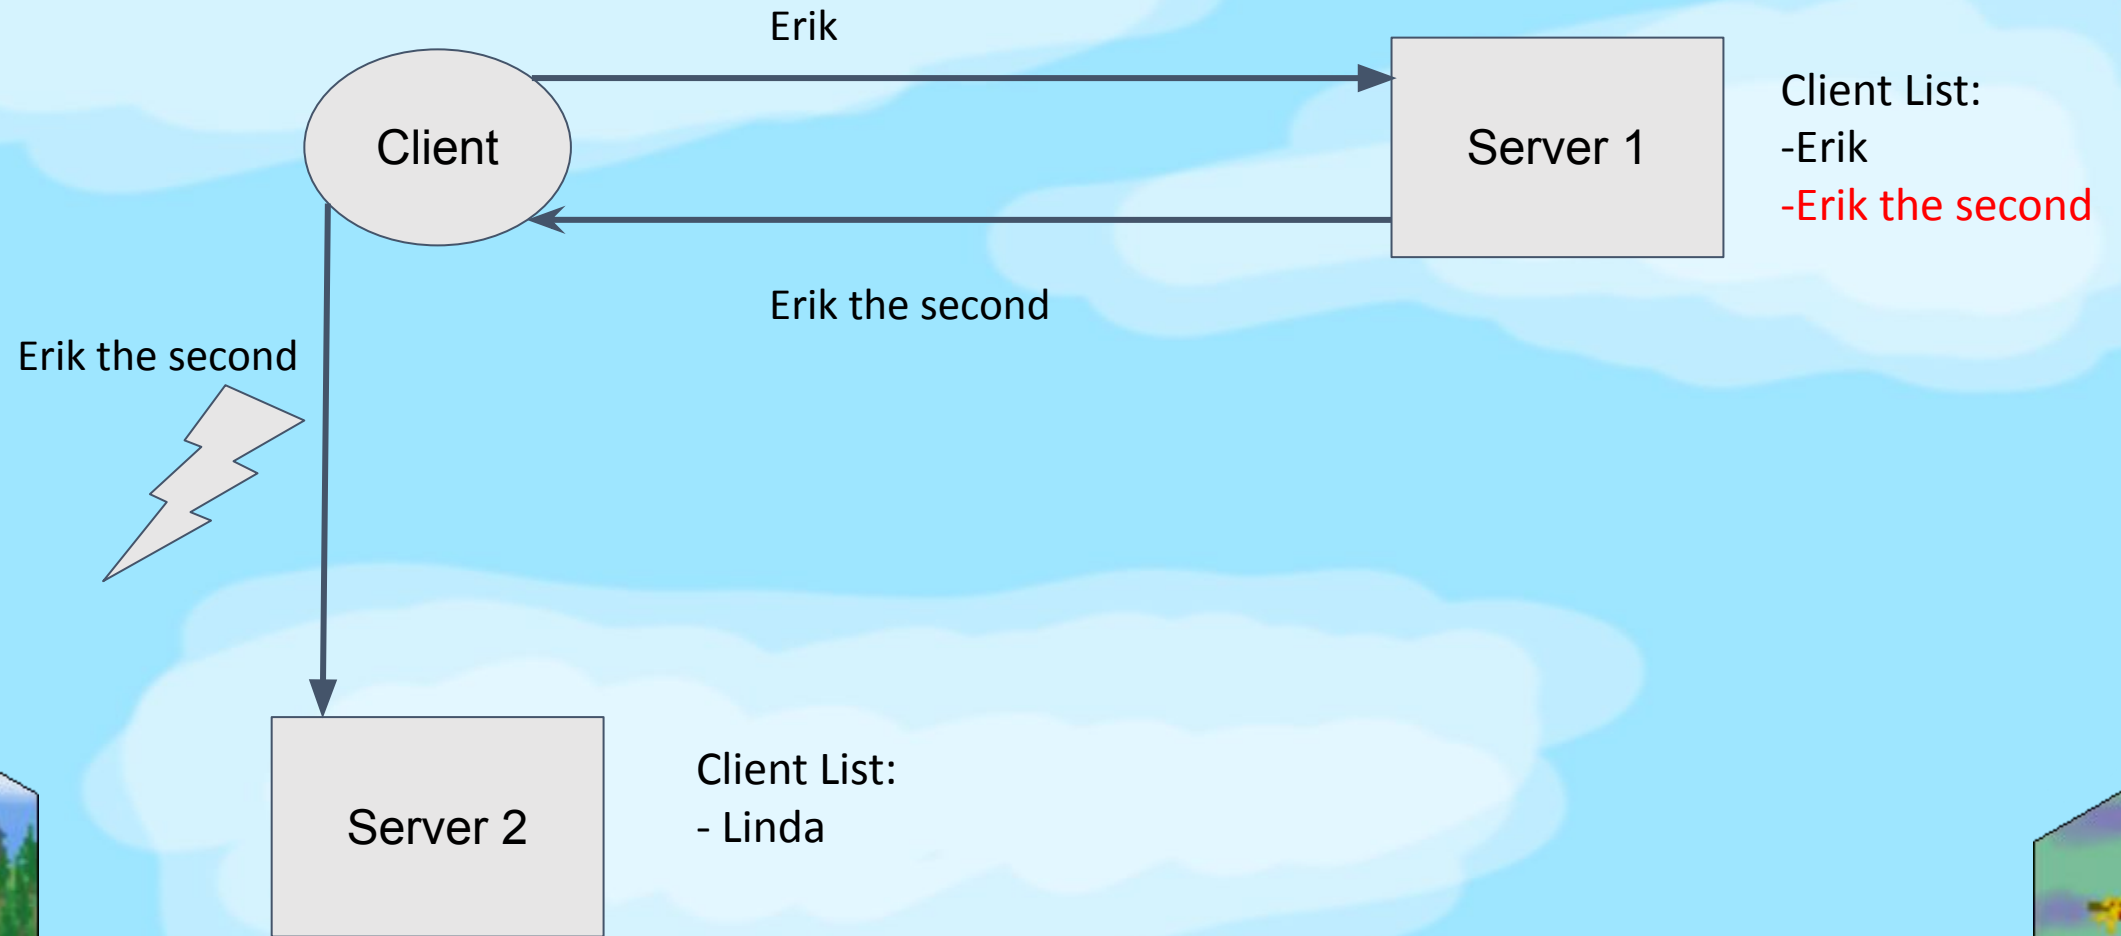 Erik
Client
Server 1
Client List:
-Erik
-Erik the second
Erik the second
Erik the second
Server 2
Client List:
- Linda